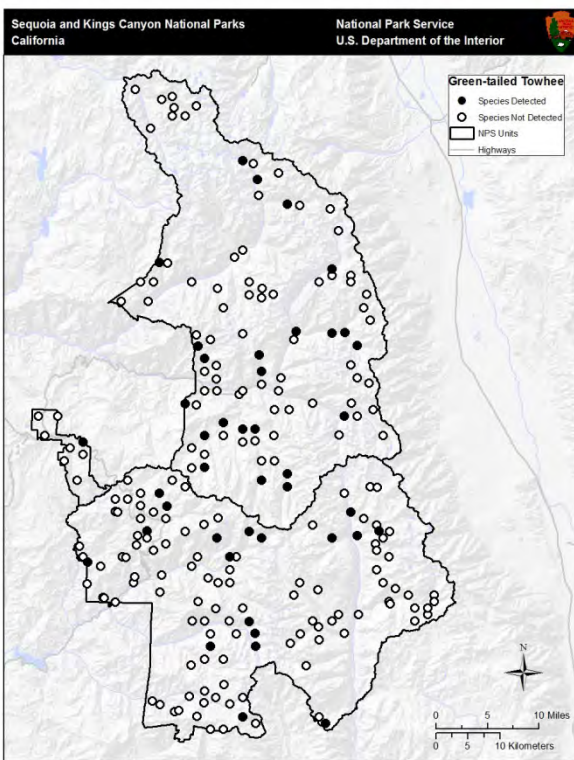 Sequoia and Kings Canyon National Parks
California
National Park Service
U.S. Department of the Interior
Green-tailed Towhee
Species Detected
Species Not Detected
NPS Units
Highways
N
0 5 10 Miles
0 5 10 Kilometers